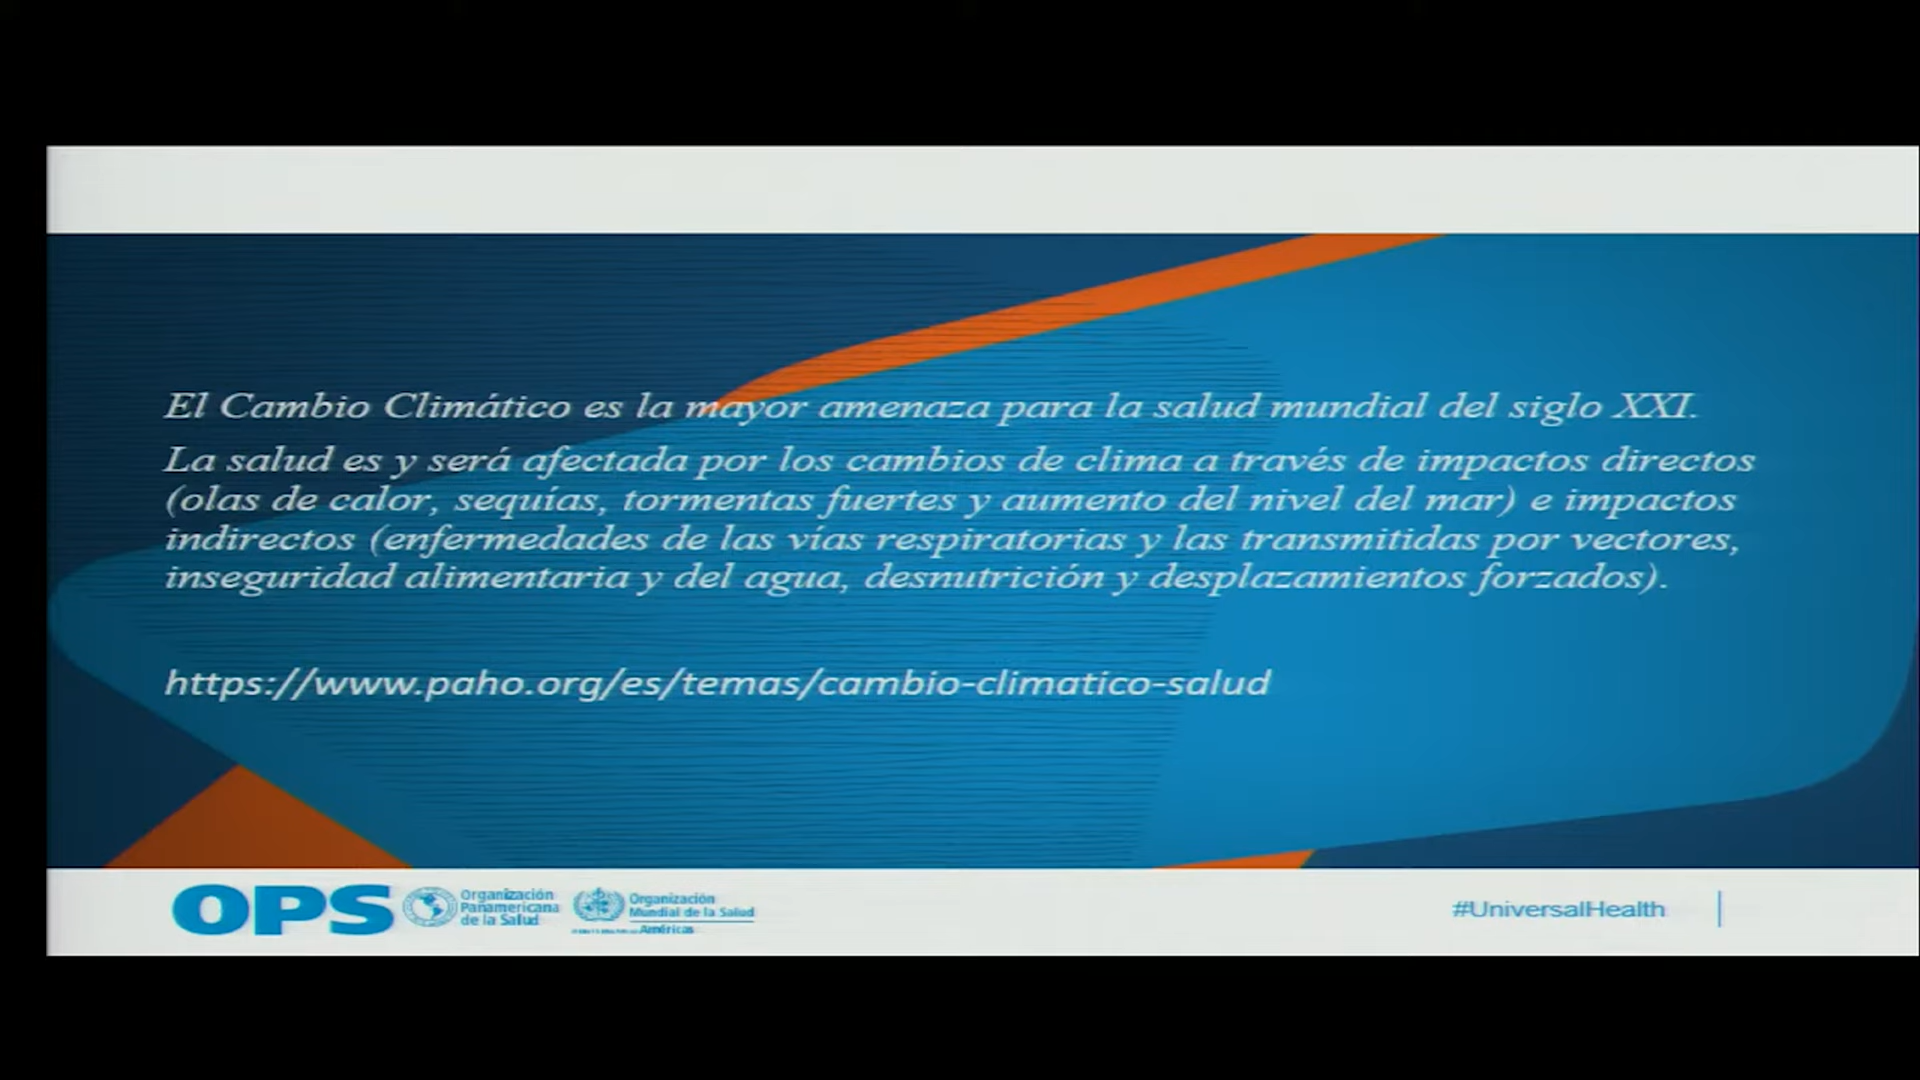 El Cambio Climático es la mayor amenaza para la salud mundial del siglo XXI.
La salud es y será afectada por los cambios de clima a través de impactos directos
(olas de calor, sequías, tormentas fuertes y aumento del nivel del mar) e impactos
indirectos (enfermedades de las vías respiratorias y las transmitidas por vectores,
inseguridad alimentaria y del agua, desnutrición y desplazamientos forzados).
https://www.paho.org/es/temas/cambio-climatico-salud
OPS
Organización
Panamericana
de la Salud
Organización
Mundial de la Salud
Américas
#UniversalHealth